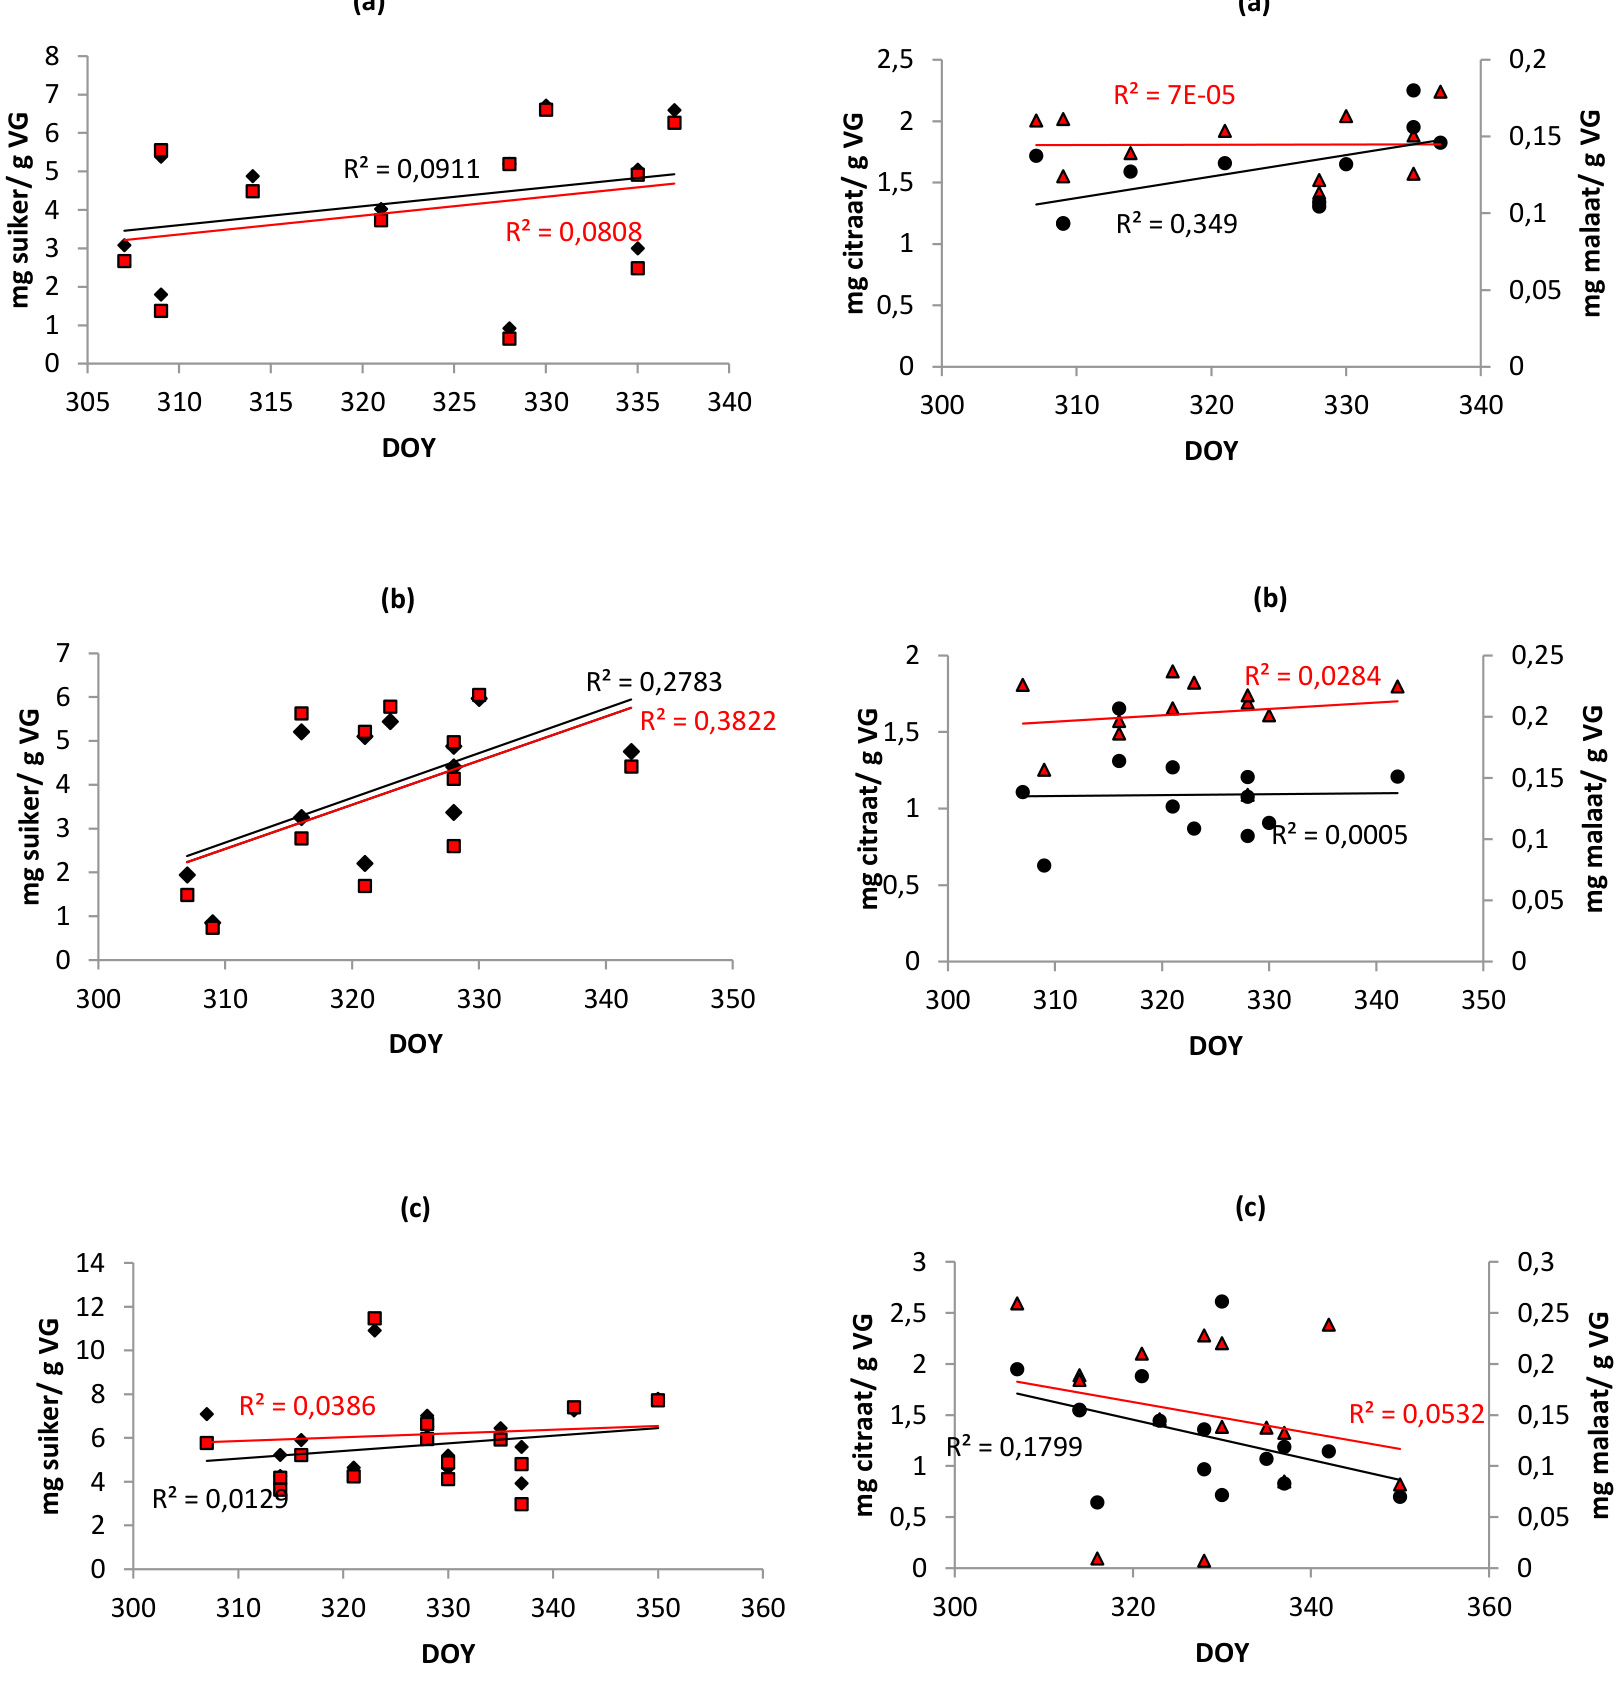 (a)
8
7
6
5
4
3
2
1
0
mg suiker/ g VG
R² = 0,0911
R² = 0,0808
305 310 315 320 325 330 335 340
DOY
(a)
2,5
2
1,5
1
0,5
0
mg citraat/ g VG
R² = 7E-05
R² = 0,349
0,2
0,15
0,1
0,05
0
mg malaat/ g VG
300 310 320 330 340
DOY
(b)
7
6
5
4
3
2
1
0
mg suiker/ g VG
R² = 0,2783
R² = 0,3822
300 310 320 330 340 350
DOY
(b)
2
1,5
1
0,5
0
mg citraat/ g VG
R² = 0,0284
R² = 0,0005
0,25
0,2
0,15
0,1
0,05
0
mg malaat/ g VG
300 310 320 330 340 350
DOY
(c)
14
12
10
8
6
4
2
0
mg suiker/ g VG
R² = 0,0386
R² = 0,0129
300 310 320 330 340 350 360
DOY
(c)
3
2,5
2
1,5
1
0,5
0
mg citraat/ g VG
R² = 0,0532
R² = 0,1799
0,3
0,25
0,2
0,15
0,1
0,05
0
mg malaat/ g VG
300 320 340 360
DOY